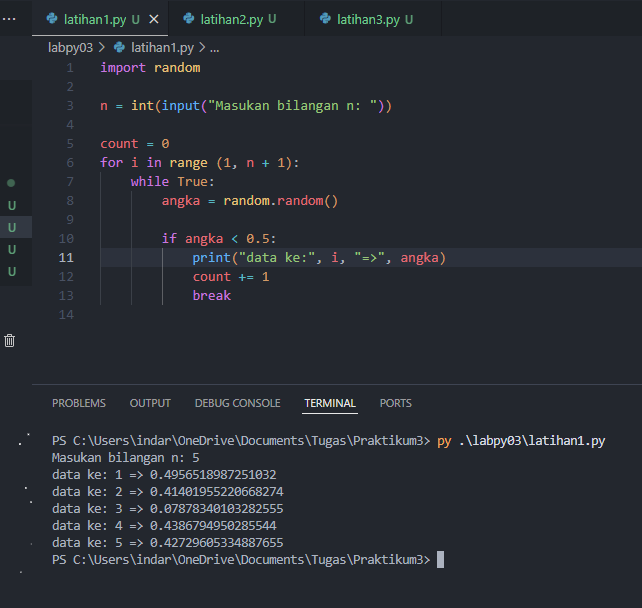 ... latihan1.py U × latihan2.py U latihan3.py U
labpy03 > latihan1.py > ...
1 import random
2
3 n = int(input("Masukan bilangan n: "))
4
5 count = 0
6 for i in range (1, n + 1):
7     while True:
8         angka = random.random()
9
10         if angka < 0.5:
11             print("data ke:", i, "=>", angka)
12             count += 1
13             break
14
U
U
U
U
PROBLEMS OUTPUT DEBUG CONSOLE TERMINAL PORTS
PS C:\Users\indar\OneDrive\Documents\Tugas\Praktikum3> py .\labpy03\latihan1.py
Masukan bilangan n: 5
data ke: 1 => 0.4956518987251032
data ke: 2 => 0.41401955220668274
data ke: 3 => 0.07878340103282555
data ke: 4 => 0.4386794950285544
data ke: 5 => 0.42729605334887655
PS C:\Users\indar\OneDrive\Documents\Tugas\Praktikum3>